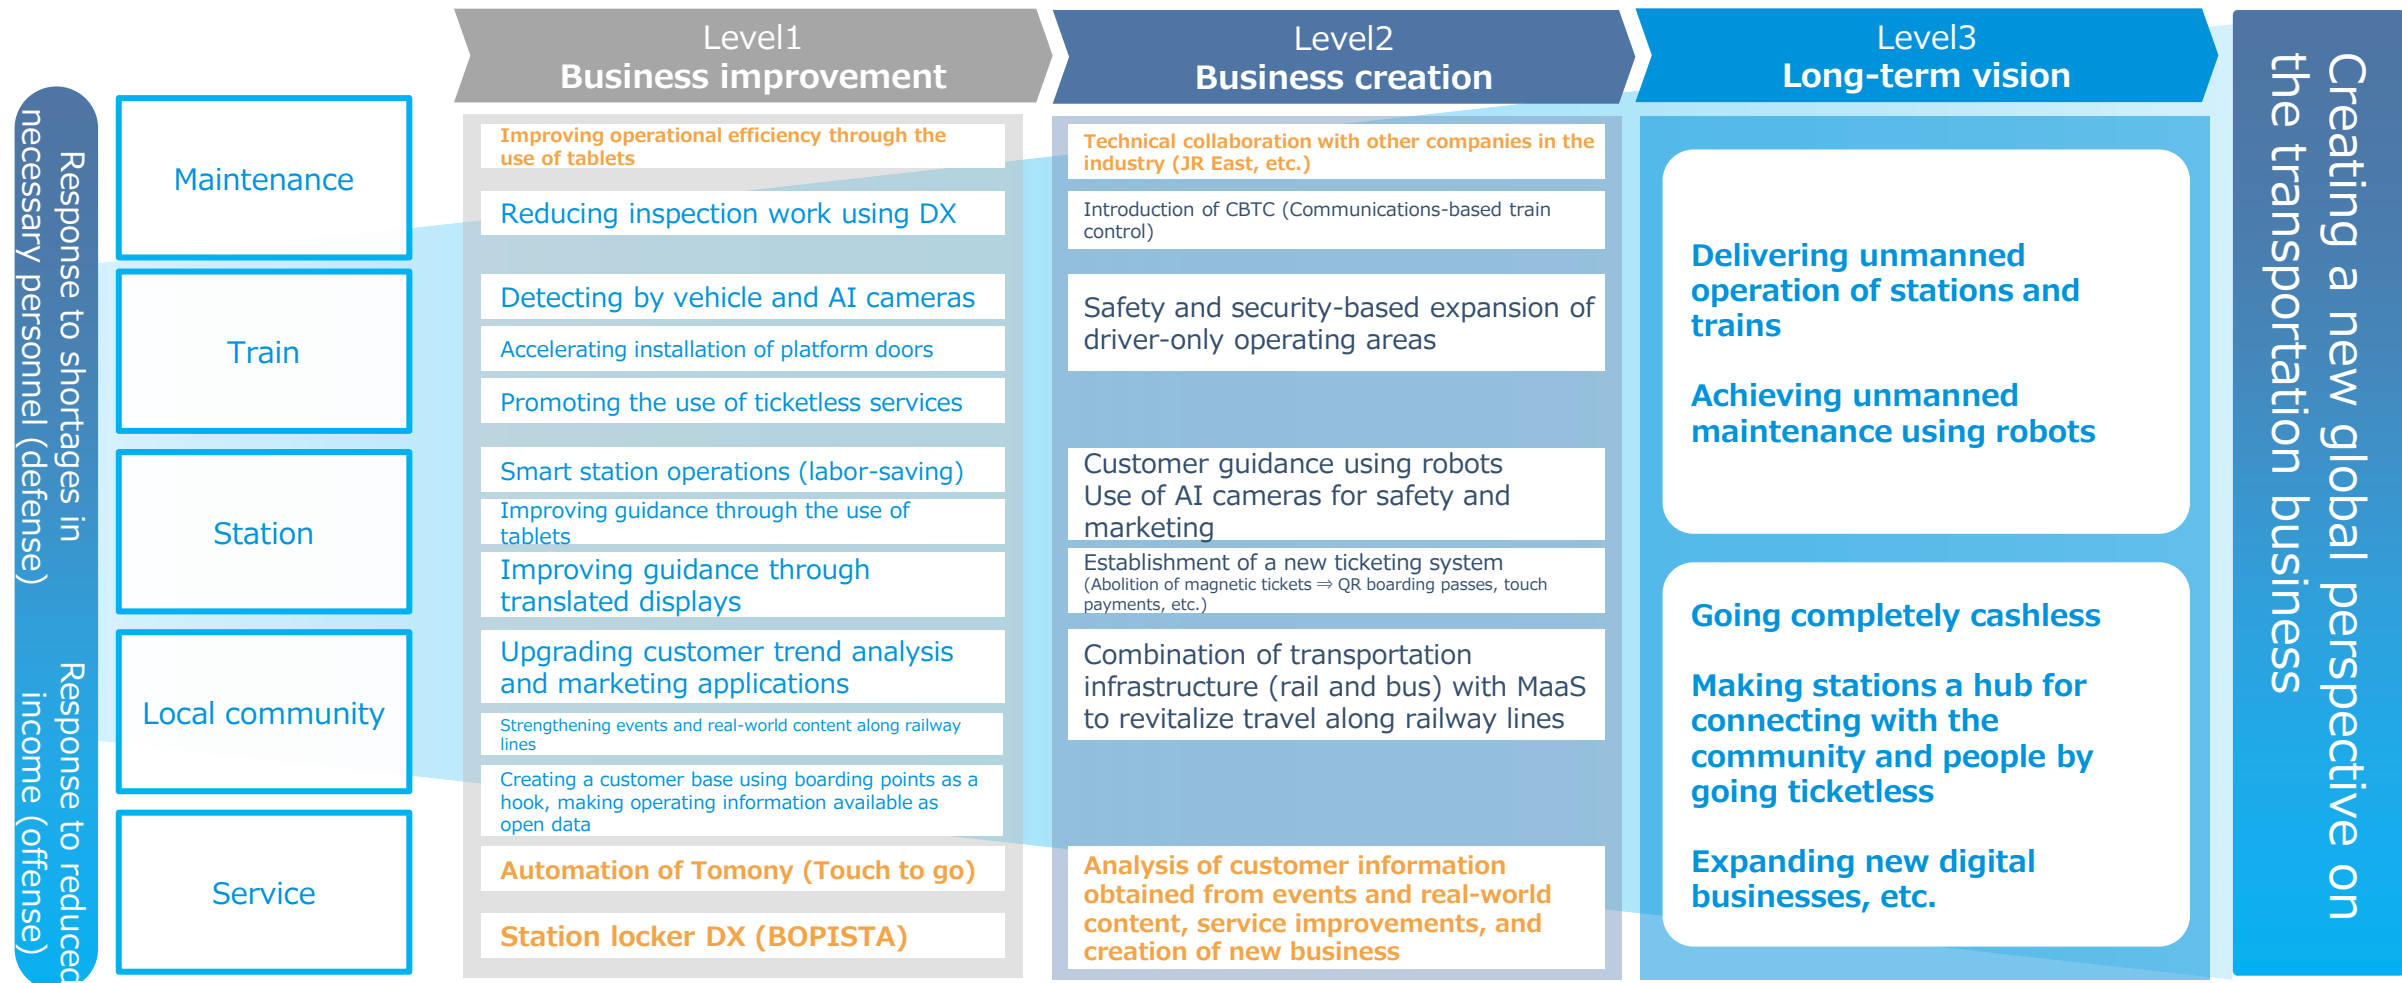 Level1
Business improvement
Level2
Business creation
Level3
Long-term vision
Response to shortages in
necessary personnel (defense)
Response to reduced
income (offense)
Maintenance
Train
Station
Local community
Service
Improving operational efficiency through the
use of tablets
Reducing inspection work using DX
Detecting by vehicle and AI cameras
Accelerating installation of platform doors
Promoting the use of ticketless services
Smart station operations (labor-saving)
Improving guidance through the use of
tablets
Improving guidance through
translated displays
Upgrading customer trend analysis
and marketing applications
Strengthening events and real-world content along railway
lines
Creating a customer base using boarding points as a
hook, making operating information available as
open data
Automation of Tomony (Touch to go)
Station locker DX (BOPISTA)
Technical collaboration with other companies in the
industry (JR East, etc.)
Introduction of CBTC (Communications-based train
control)
Safety and security-based expansion of
driver-only operating areas
Customer guidance using robots
Use of AI cameras for safety and
marketing
Establishment of a new ticketing system
(Abolition of magnetic tickets ⇒ QR boarding passes, touch
payments, etc.)
Combination of transportation
infrastructure (rail and bus) with MaaS
to revitalize travel along railway lines
Analysis of customer information
obtained from events and real-world
content, service improvements, and
creation of new business
Delivering unmanned
operation of stations and
trains
Achieving unmanned
maintenance using robots
Going completely cashless
Making stations a hub for
connecting with the
community and people by
going ticketless
Expanding new digital
businesses, etc.
Creating a new global perspective on
the transportation business